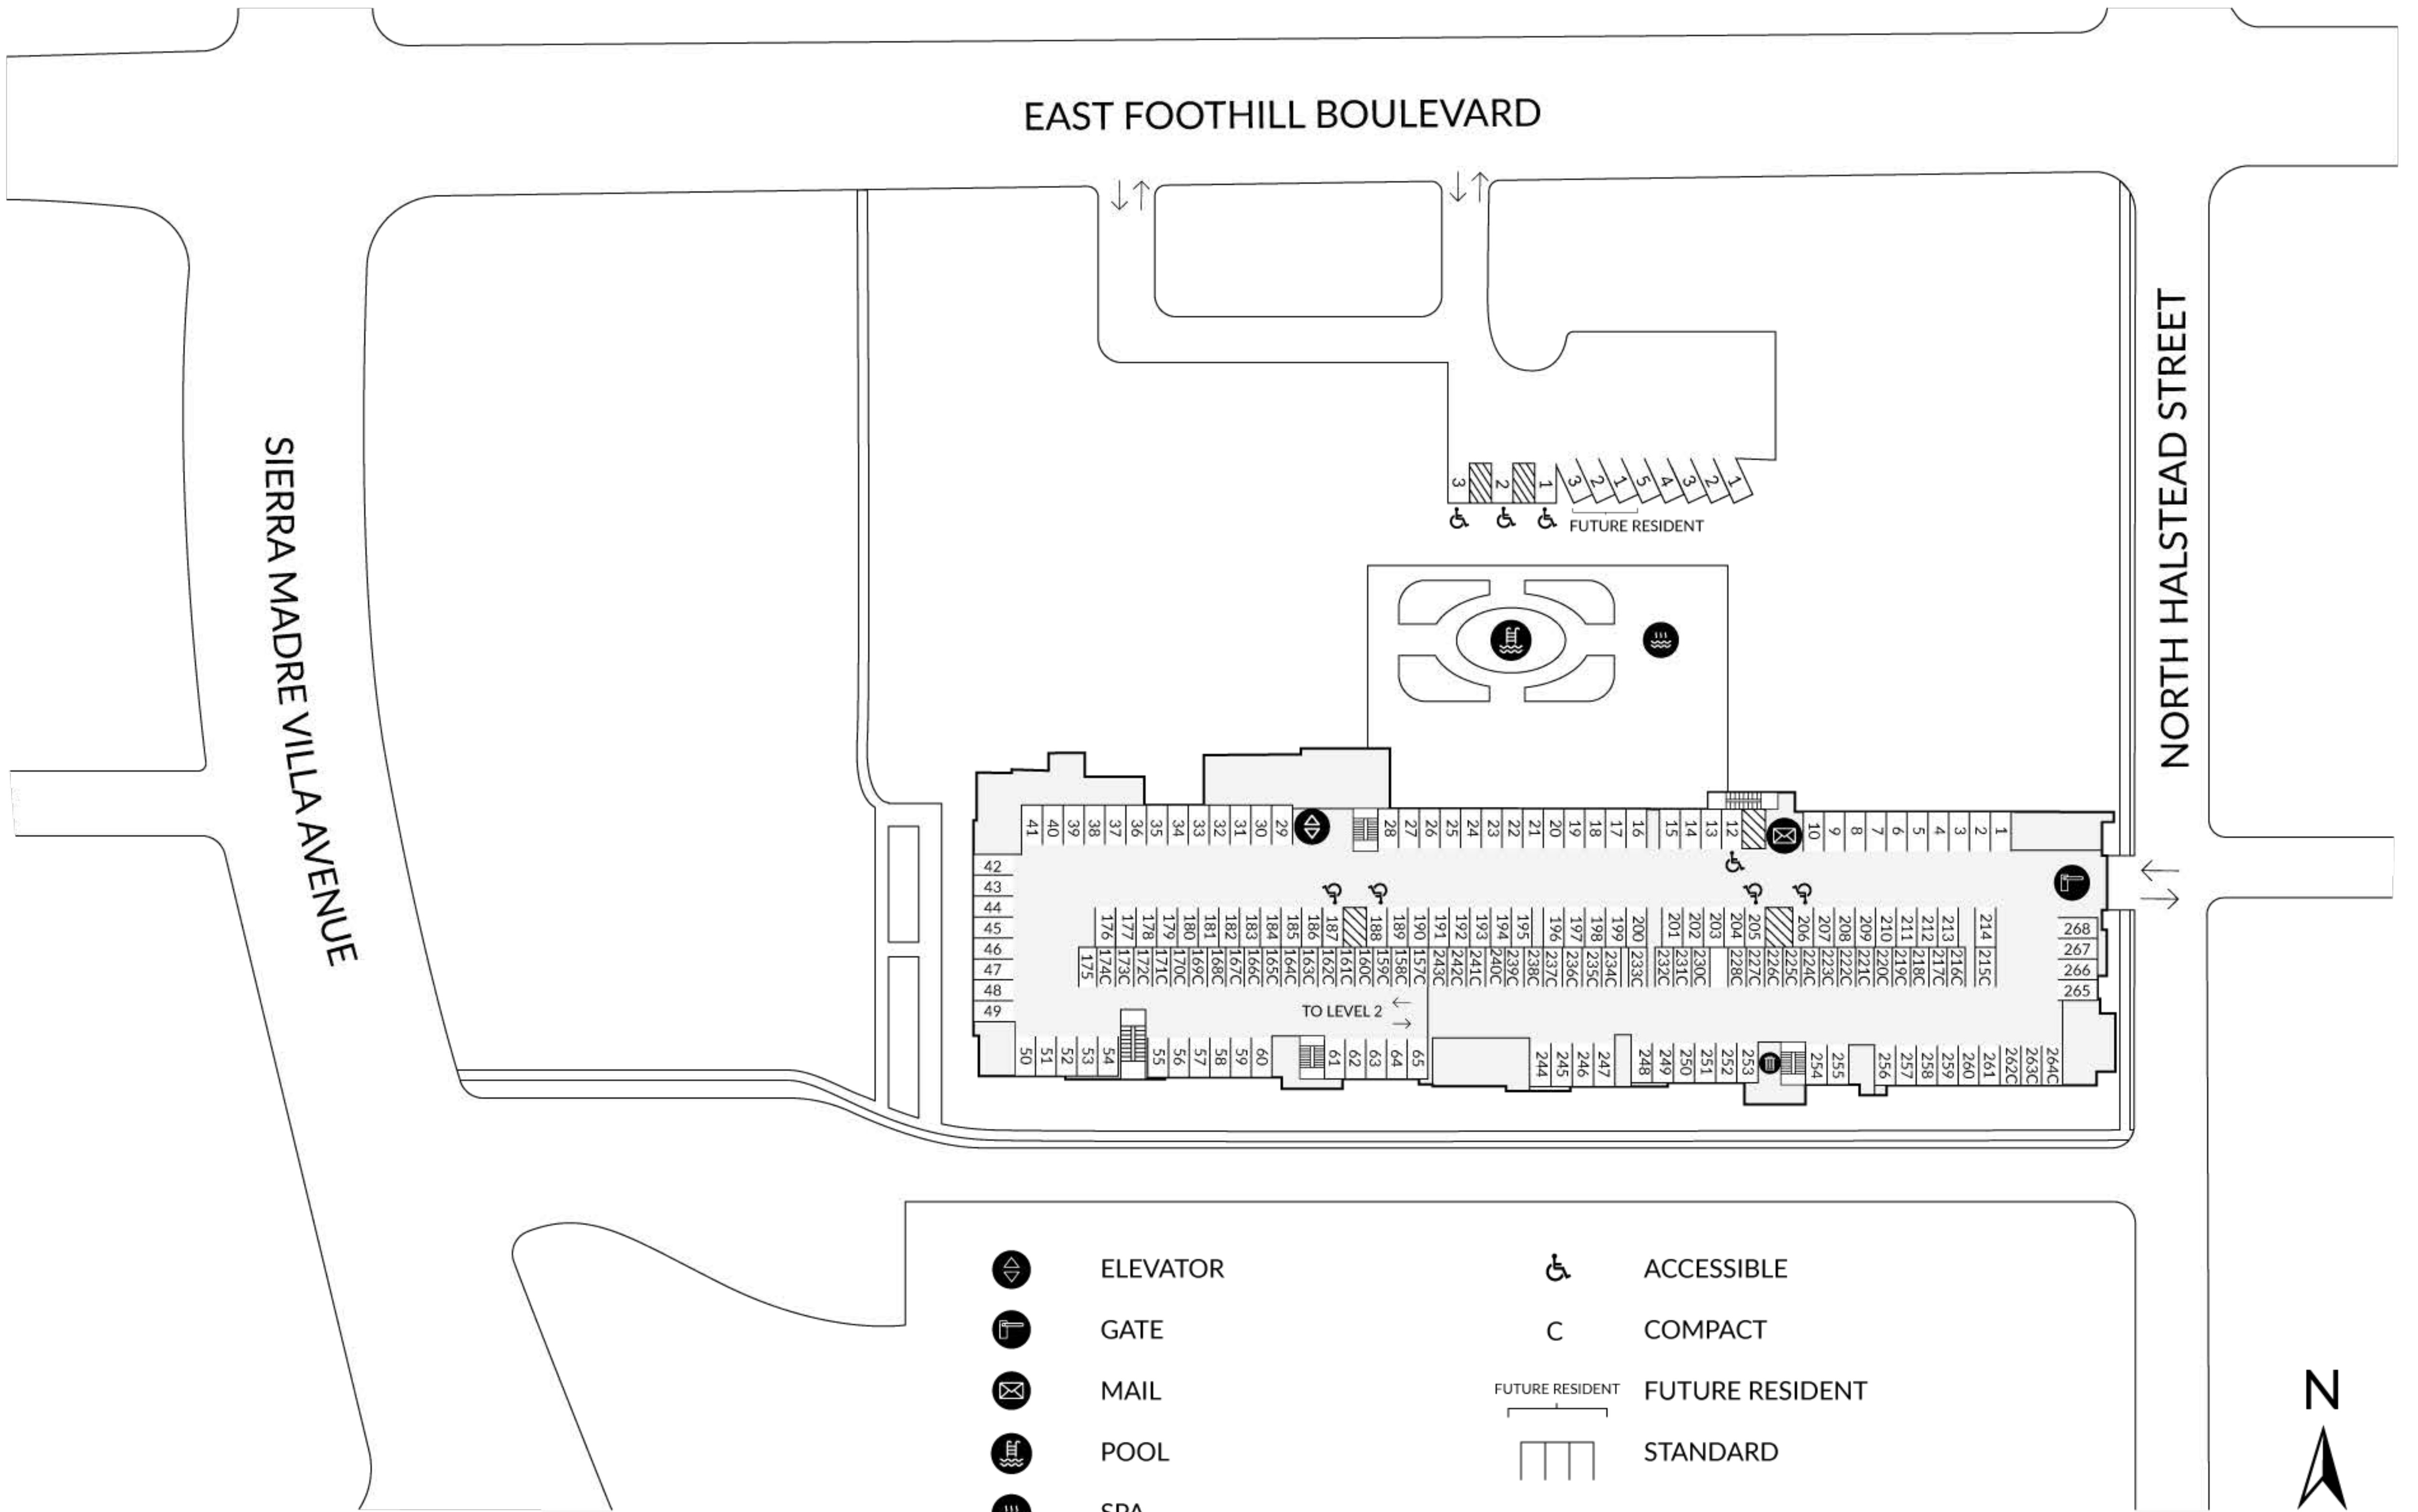 EAST FOOTHILL BOULEVARD
SIERRA MADRE VILLA AVENUE
NORTH HALSTEAD STREET
3 2 1 3 2 1 5 4 3 2 1
FUTURE RESIDENT
41 40 39 38 37 36 35 34 33 32 31 30 29 28 27 26 25 24 23 22 21 20 19 18 17 16 15 14 13 12 10 9 8 7 6 5 4 3 2 1
42
43
44
45
46
47
48
49
176 177 178 179 180 181 182 183 184 185 186 187 188 189 190 191 192 193 194 195 196 197 198 199 200 201 202 203 204 205 206 207 208 209 210 211 212 213 214
175 174C 173C 172C 171C 170C 169C 168C 167C 166C 165C 164C 163C 162C 161C 160C 159C 158C 157C 243C 242C 241C 240C 239C 238C 237C 236C 235C 234C 233C 232C 231C 230C 228C 227C 226C 225C 224C 223C 222C 221C 220C 219C 218C 217C 216C 215C
268
267
266
265
TO LEVEL 2
50 51 52 53 54 55 56 57 58 59 60 61 62 63 64 65 244 245 246 247 248 249 250 251 252 253 254 255 256 257 258 259 260 261 262C 263C 264C
ELEVATOR
GATE
MAIL
POOL
SPA
ACCESSIBLE
C COMPACT
FUTURE RESIDENT FUTURE RESIDENT
STANDARD
N